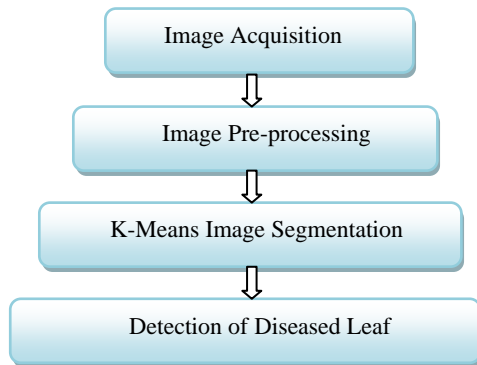 Image Acquisition
Image Pre-processing
K-Means Image Segmentation
Detection of Diseased Leaf